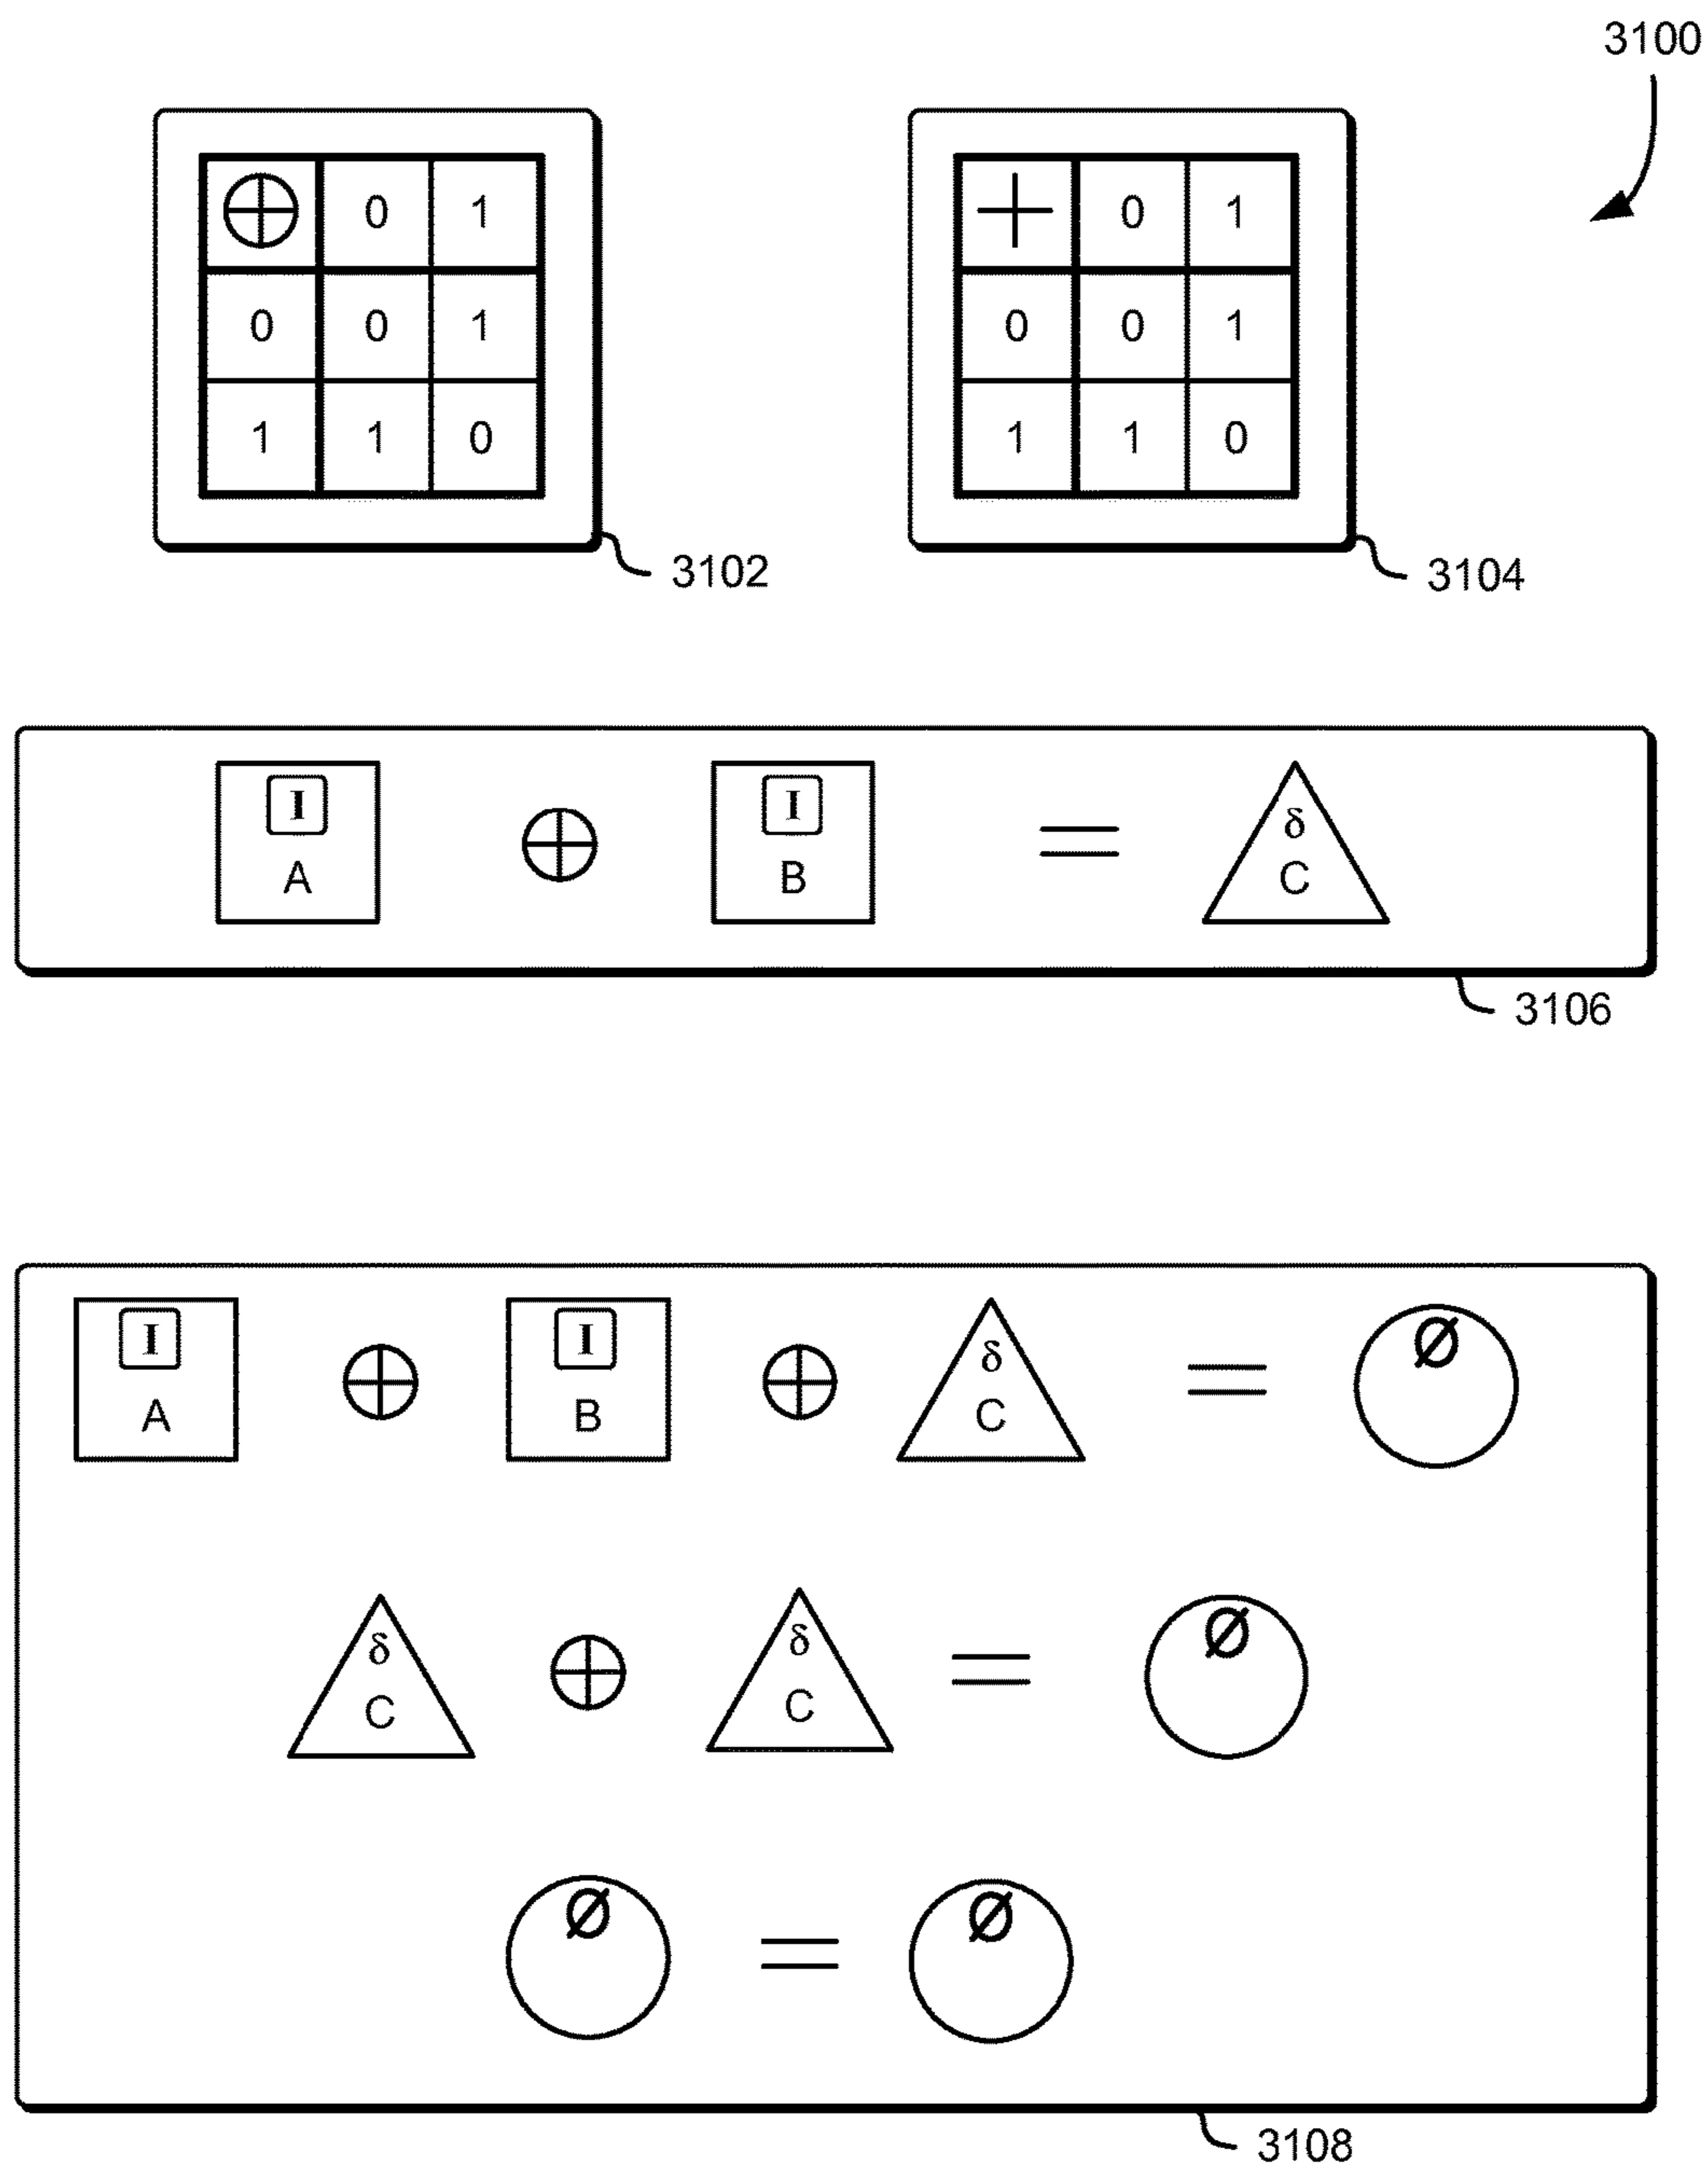 3100
⊕ 0 1
0 0 1
1 1 0
3102
+ 0 1
0 0 1
1 1 0
3104
I A ⊕ I B = δ C
3106
I A ⊕ I B ⊕ δ C = Ø
δ C ⊕ δ C = Ø
Ø = Ø
3108